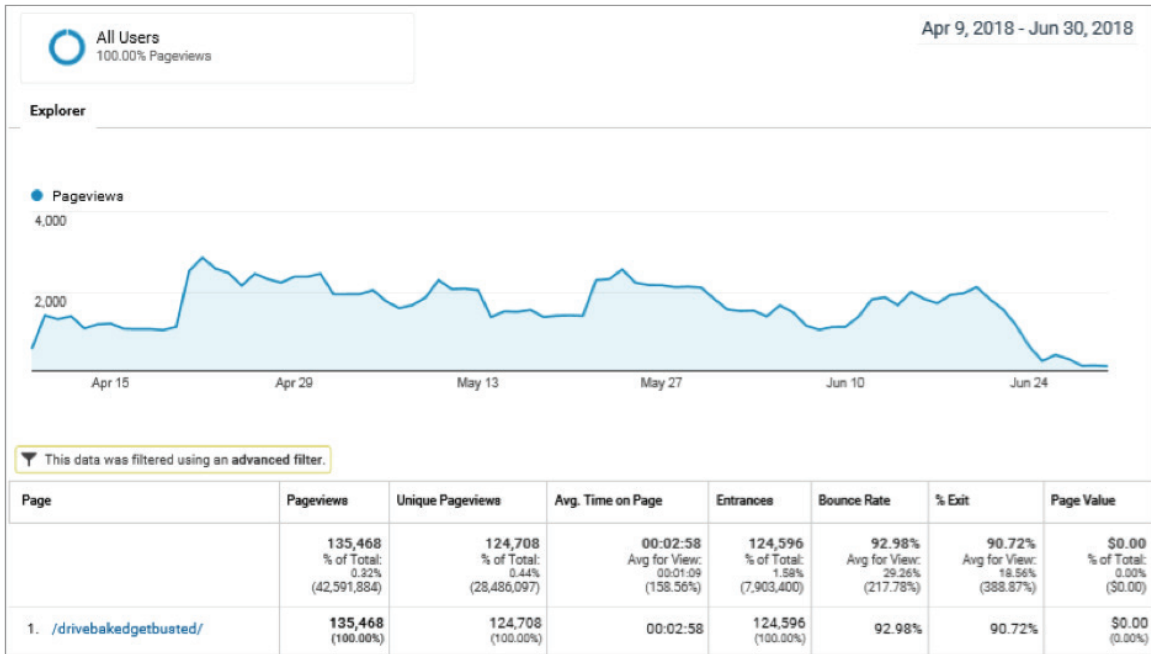 All Users
100.00% Pageviews
Apr 9, 2018 - Jun 30, 2018
Explorer
Pageviews
4,000
2,000
Apr 15 Apr 29 May 13 May 27 Jun 10 Jun 24
This data was filtered using an advanced filter.
Page Pageviews Unique Pageviews Avg. Time on Page Entrances Bounce Rate % Exit Page Value
135,468 124,708 00:02:58 124,596 92.98% 90.72% $0.00
% of Total: % of Total: Avg for View: % of Total: Avg for View: Avg for View: % of Total:
0.32% 0.44% 00:01:09 1.58% 29.26% 18.56% 0.00%
(42,591,884) (28,486,097) (158.56%) (7,903,400) (217.78%) (388.87%) ($0.00)
1. /drivebakedgetbusted/ 135,468 124,708 00:02:58 124,596 92.98% 90.72% $0.00
(100.00%) (100.00%) (100.00%) (0.00%)